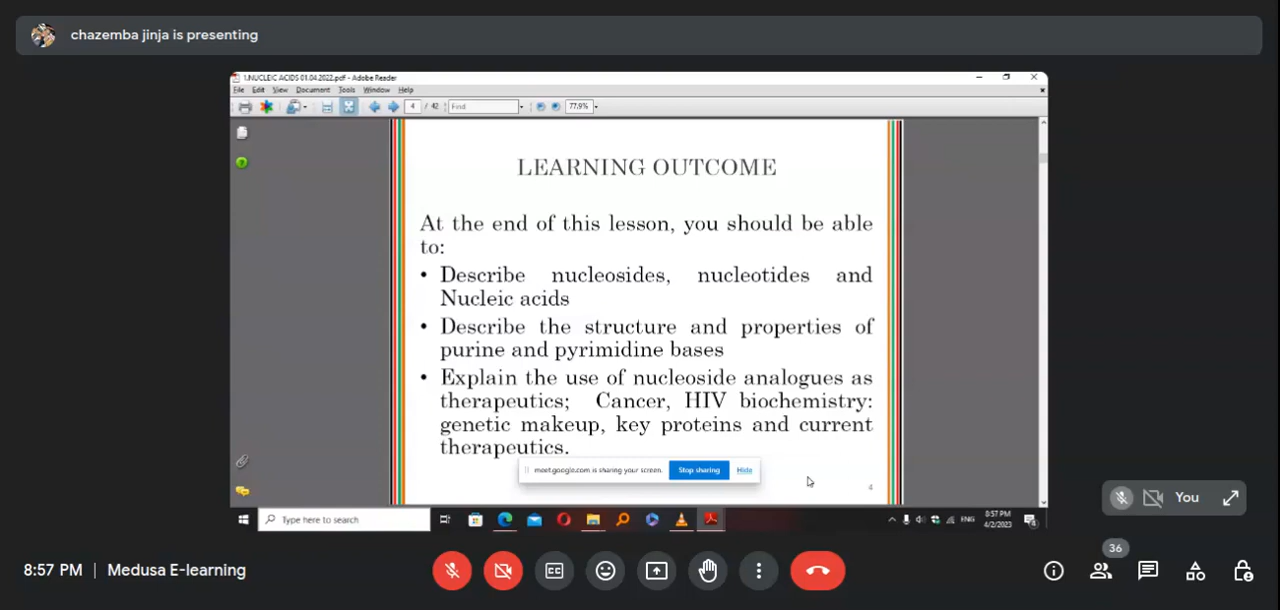 chazemba jinja is presenting
1.NUCLEIC ACIDS 01.04.2022.pdf - Adobe Reader
File Edit View Document Tools Window Help
4 / 42 Find 77.9%
LEARNING OUTCOME
At the end of this lesson, you should be able
to:
• Describe nucleosides, nucleotides and
Nucleic acids
• Describe the structure and properties of
purine and pyrimidine bases
• Explain the use of nucleoside analogues as
therapeutics; Cancer, HIV biochemistry:
genetic makeup, key proteins and current
therapeutics.
meet.google.com is sharing your screen. Stop sharing Hide
4
You
Type here to search
ENG
8:57 PM
4/2/2023
36
8:57 PM | Medusa E-learning
CC